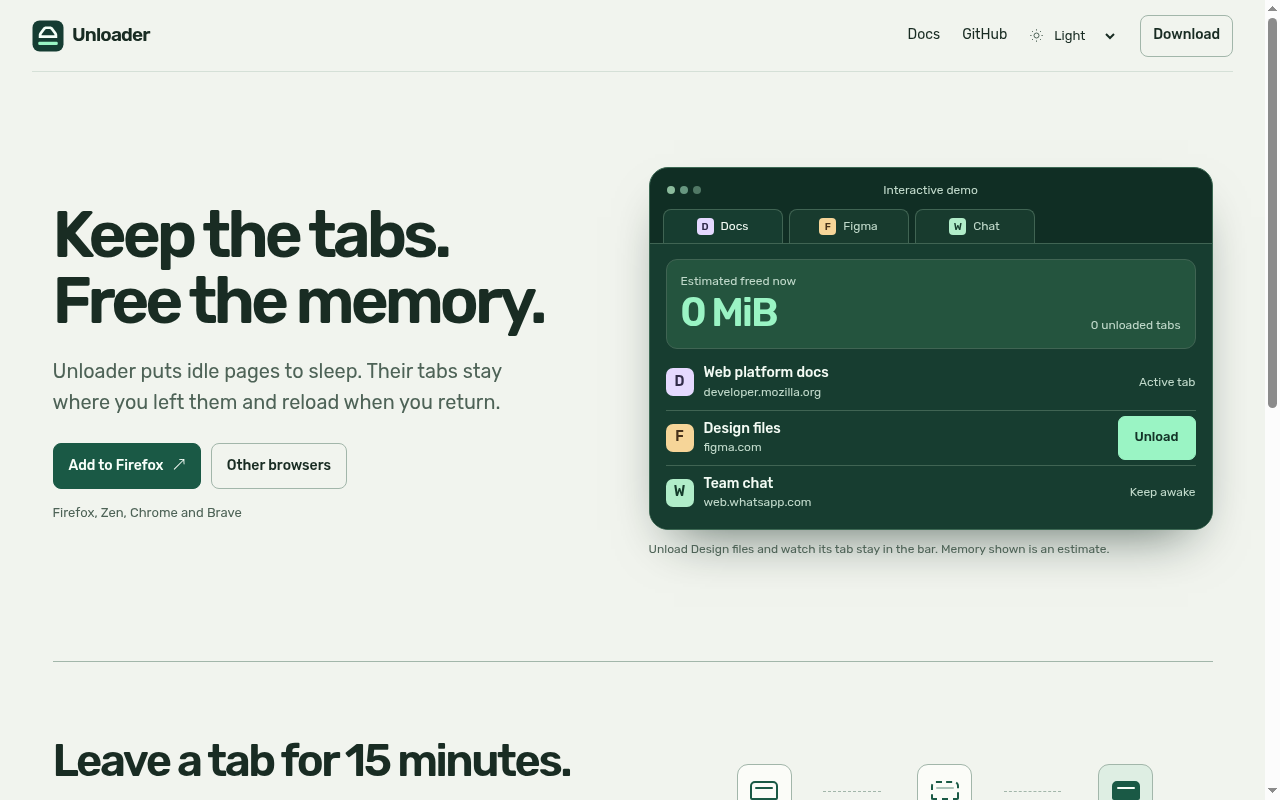 Unloader
Docs
GitHub
Light
Download
Keep the tabs.
Free the memory.
Unloader puts idle pages to sleep. Their tabs stay
where you left them and reload when you return.
Add to Firefox ↗
Other browsers
Firefox, Zen, Chrome and Brave
Interactive demo
D Docs
F Figma
W Chat
Estimated freed now
0 MiB
0 unloaded tabs
D
Web platform docs
developer.mozilla.org
Active tab
F
Design files
figma.com
Unload
W
Team chat
web.whatsapp.com
Keep awake
Unload Design files and watch its tab stay in the bar. Memory shown is an estimate.
Leave a tab for 15 minutes.